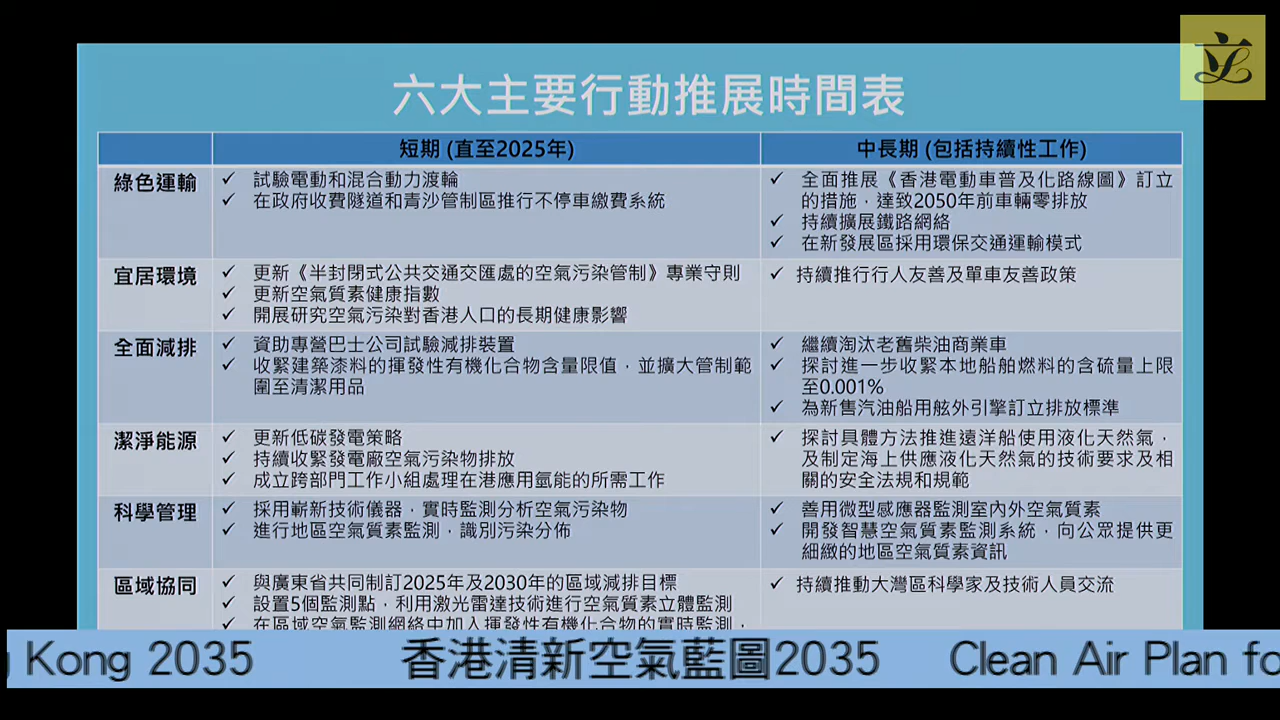 六大主要行動推展時間表
短期 (直至2025年)
中長期 (包括持續性工作)
綠色運輸
✓ 試驗電動和混合動力渡輪
✓ 在政府收費隧道和青沙管制區推行不停車繳費系統
✓ 全面推展《香港電動車普及化路線圖》訂立
的措施，達致2050年前車輛零排放
✓ 持續擴展鐵路網絡
✓ 在新發展區採用環保交通運輸模式
宜居環境
✓ 更新《半封閉式公共交通交匯處的空氣污染管制》專業守則
✓ 更新空氣質素健康指數
✓ 開展研究空氣污染對香港人口的長期健康影響
✓ 持續推行行人友善及單車友善政策
全面減排
✓ 資助專營巴士公司試驗減排裝置
✓ 收緊建築漆料的揮發性有機化合物含量限值，並擴大管制範
圍至清潔用品
✓ 繼續淘汰老舊柴油商業車
✓ 探討進一步收緊本地船舶燃料的含硫量上限
至0.001%
✓ 為新售汽油船用舷外引擎訂立排放標準
潔淨能源
✓ 更新低碳發電策略
✓ 持續收緊發電廠空氣污染物排放
✓ 成立跨部門工作小組處理在港應用氫能的所需工作
✓ 探討具體方法推進遠洋船使用液化天然氣，
及制定海上供應液化天然氣的技術要求及相
關的安全法規和規範
科學管理
✓ 採用嶄新技術儀器，實時監測分析空氣污染物
✓ 進行地區空氣質素監測，識別污染分佈
✓ 善用微型感應器監測室內外空氣質素
✓ 開發智慧空氣質素監測系統，向公眾提供更
細緻的地區空氣質素資訊
區域協同
✓ 與廣東省共同制訂2025年及2030年的區域減排目標
✓ 設置5個監測點，利用激光雷達技術進行空氣質素立體監測
✓ 在區域空氣監測網絡中加入揮發性有機化合物的實時監測，
✓ 持續推動大灣區科學家及技術人員交流
Kong 2035 香港清新空氣藍圖2035 Clean Air Plan fo